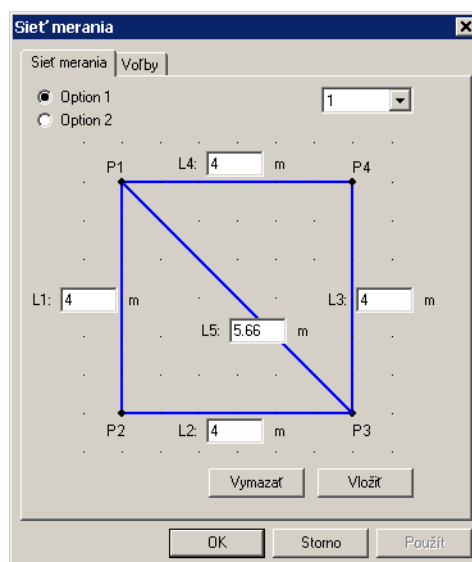 Sieť merania
Sieť merania Voľby
Option 1
Option 2
1
P1 L4: 4 m P4
L1: 4 m
L3: 4 m
L5: 5.66 m
P2 L2: 4 m P3
Vymazať Vložiť
OK Storno Použít